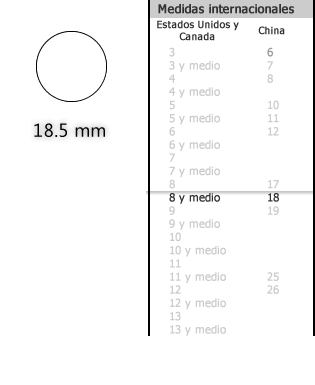 18.5 mm
Medidas internacionales
Estados Unidos y
Canada
China
3 6
3 y medio 7
4 8
4 y medio
5 10
5 y medio 11
6 12
6 y medio
7
7 y medio
8 17
8 y medio 18
9 19
9 y medio
10
10 y medio
11
11 y medio 25
12 26
12 y medio
13
13 y medio